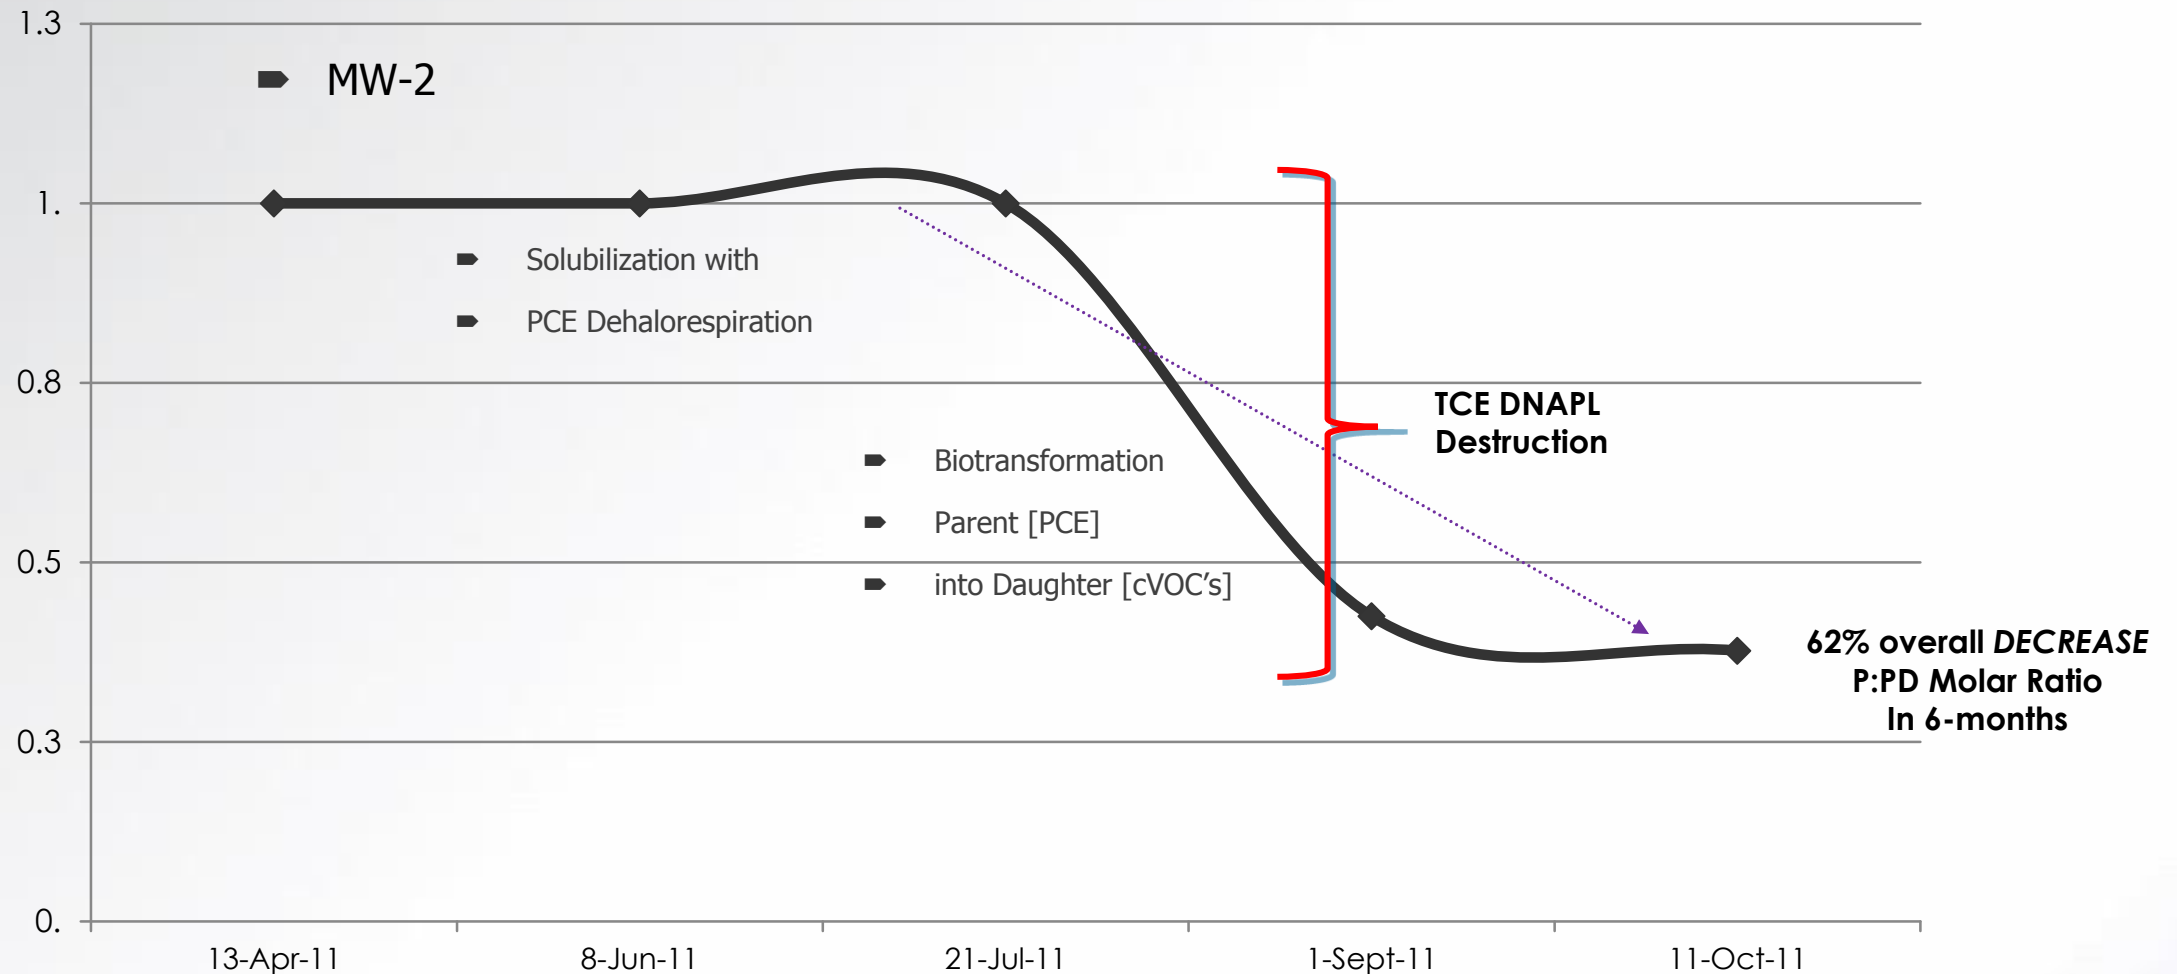 1.3
MW-2
1.
Solubilization with
PCE Dehalorespiration
0.8
TCE DNAPL
Destruction
Biotransformation
Parent [PCE]
0.5
into Daughter [cVOC’s]
62% overall DECREASE
P:PD Molar Ratio
In 6-months
0.3
0.
13-Apr-11 8-Jun-11 21-Jul-11 1-Sept-11 11-Oct-11